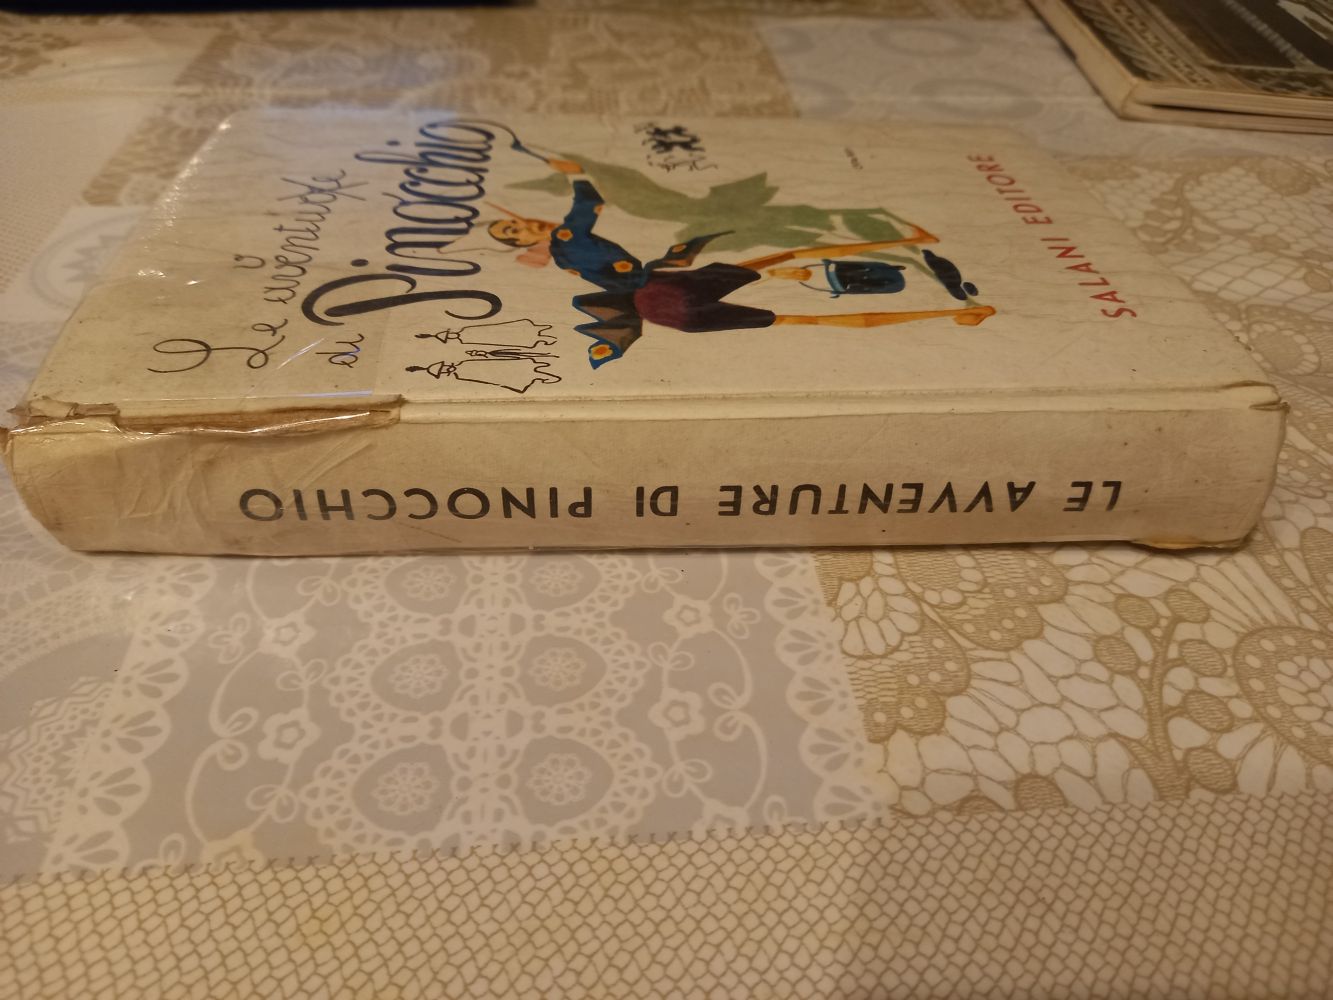 Le avventure
di
Pinocchio
SALANI EDITORE
LE AVVENTURE DI PINOCCHIO